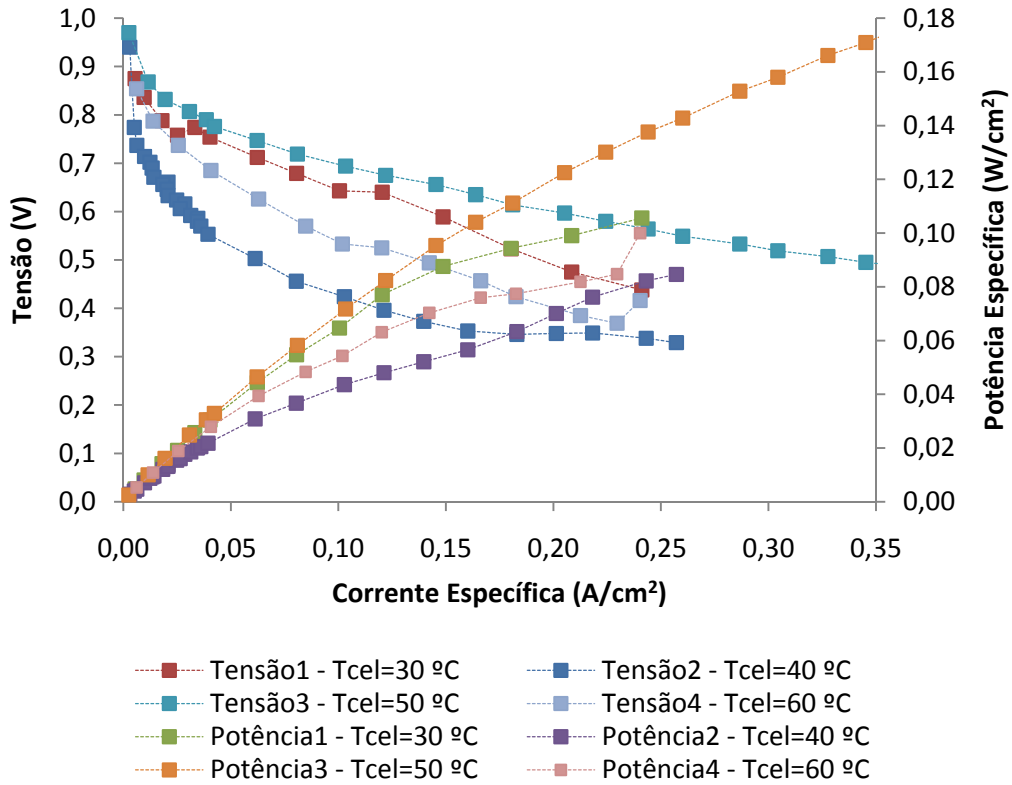 1,0
0,9
0,8
0,7
0,6
0,5
0,4
0,3
0,2
0,1
0,0
Tensão (V)
0,18
0,16
0,14
0,12
0,10
0,08
0,06
0,04
0,02
0,00
Potência Específica (W/cm²)
0,00 0,05 0,10 0,15 0,20 0,25 0,30 0,35
Corrente Específica (A/cm²)
Tensão1 - Tcel=30 ºC Tensão2 - Tcel=40 ºC
Tensão3 - Tcel=50 ºC Tensão4 - Tcel=60 ºC
Potência1 - Tcel=30 ºC Potência2 - Tcel=40 ºC
Potência3 - Tcel=50 ºC Potência4 - Tcel=60 ºC